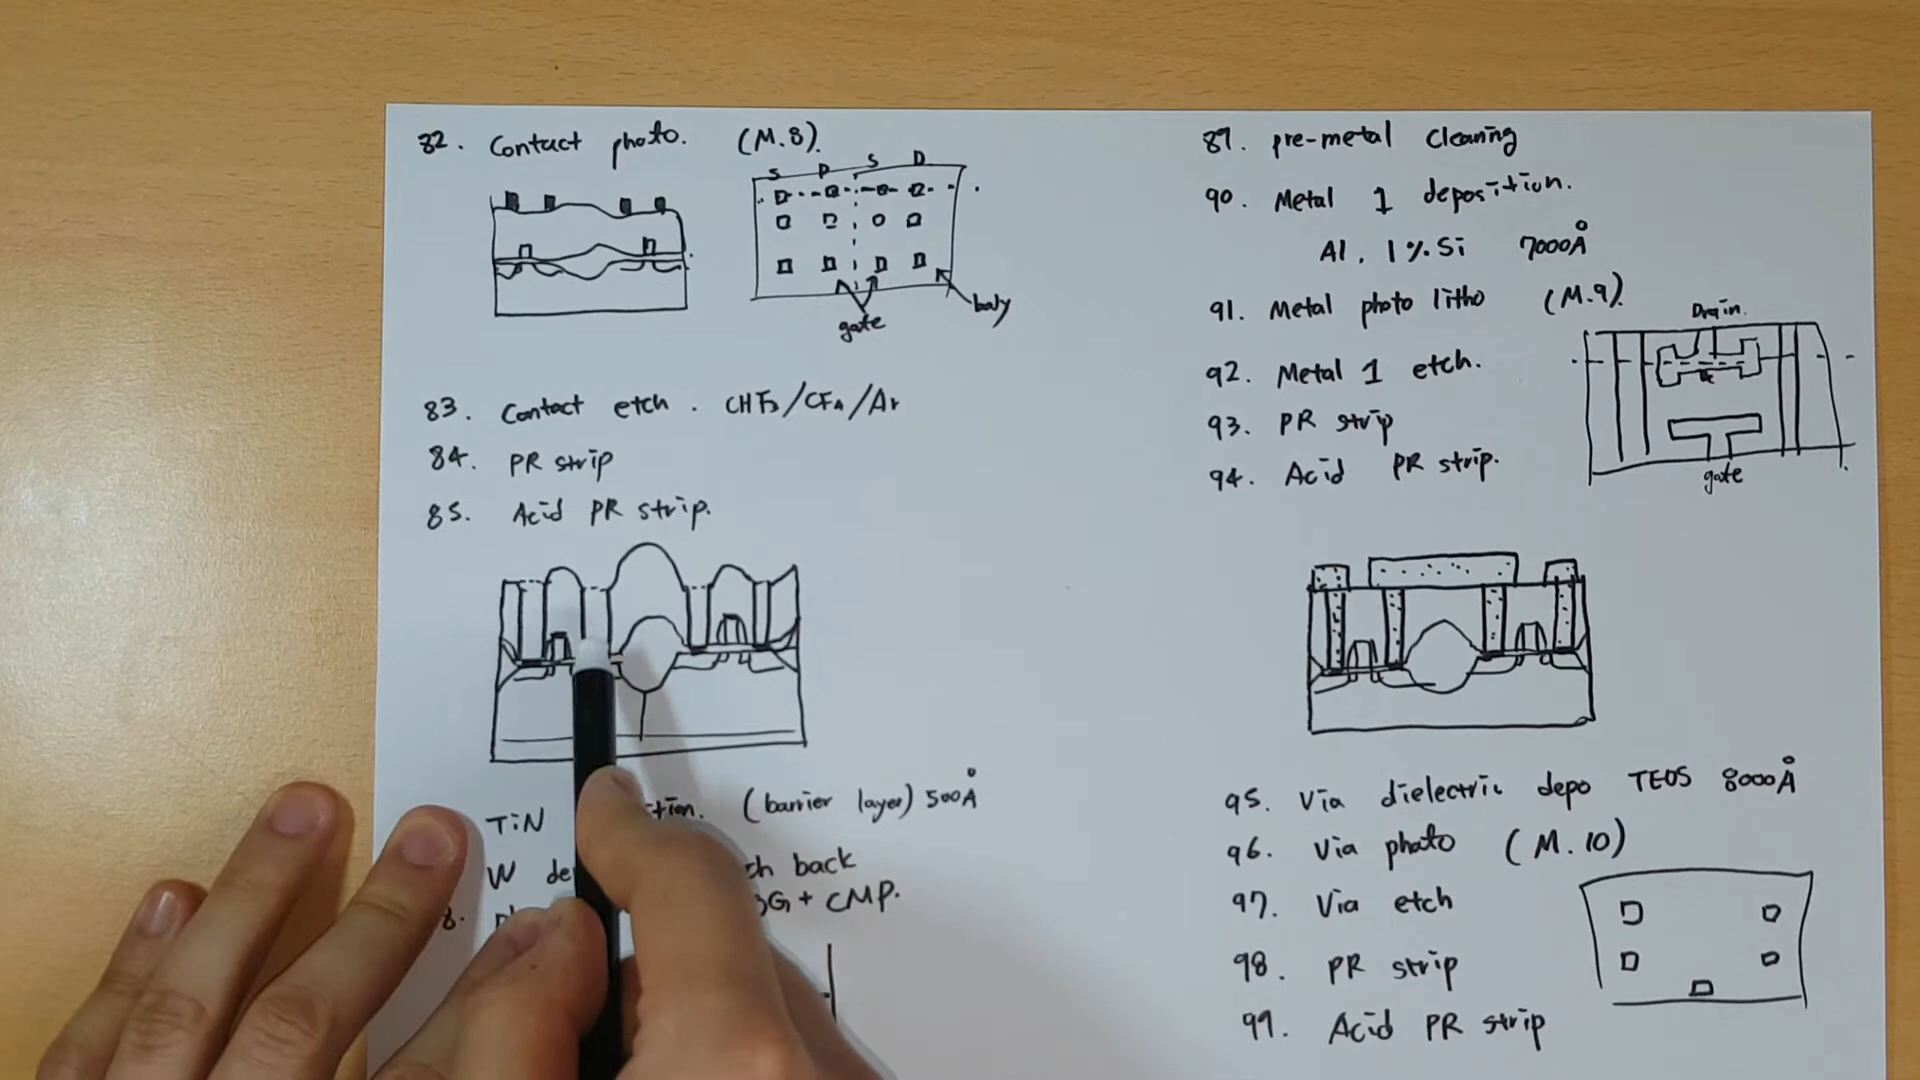 82. Contact photo. (M.8).
S D S D
gate
body
83. Contact etch. CHF3/CF4/Ar
84. PR strip
85. Acid PR strip.
TiN (barrier layer) 500Å
W back
8. + CMP.
89. pre-metal cleaning
90. Metal 1 deposition.
Al. 1% Si 7000Å
91. Metal photo litho (M.9).
Drain.
92. Metal 1 etch.
93. PR strip
94. Acid PR strip.
gate
95. Via dielectric depo TEOS 8000Å
96. Via photo (M.10)
97. Via etch
98. PR strip
99. Acid PR strip